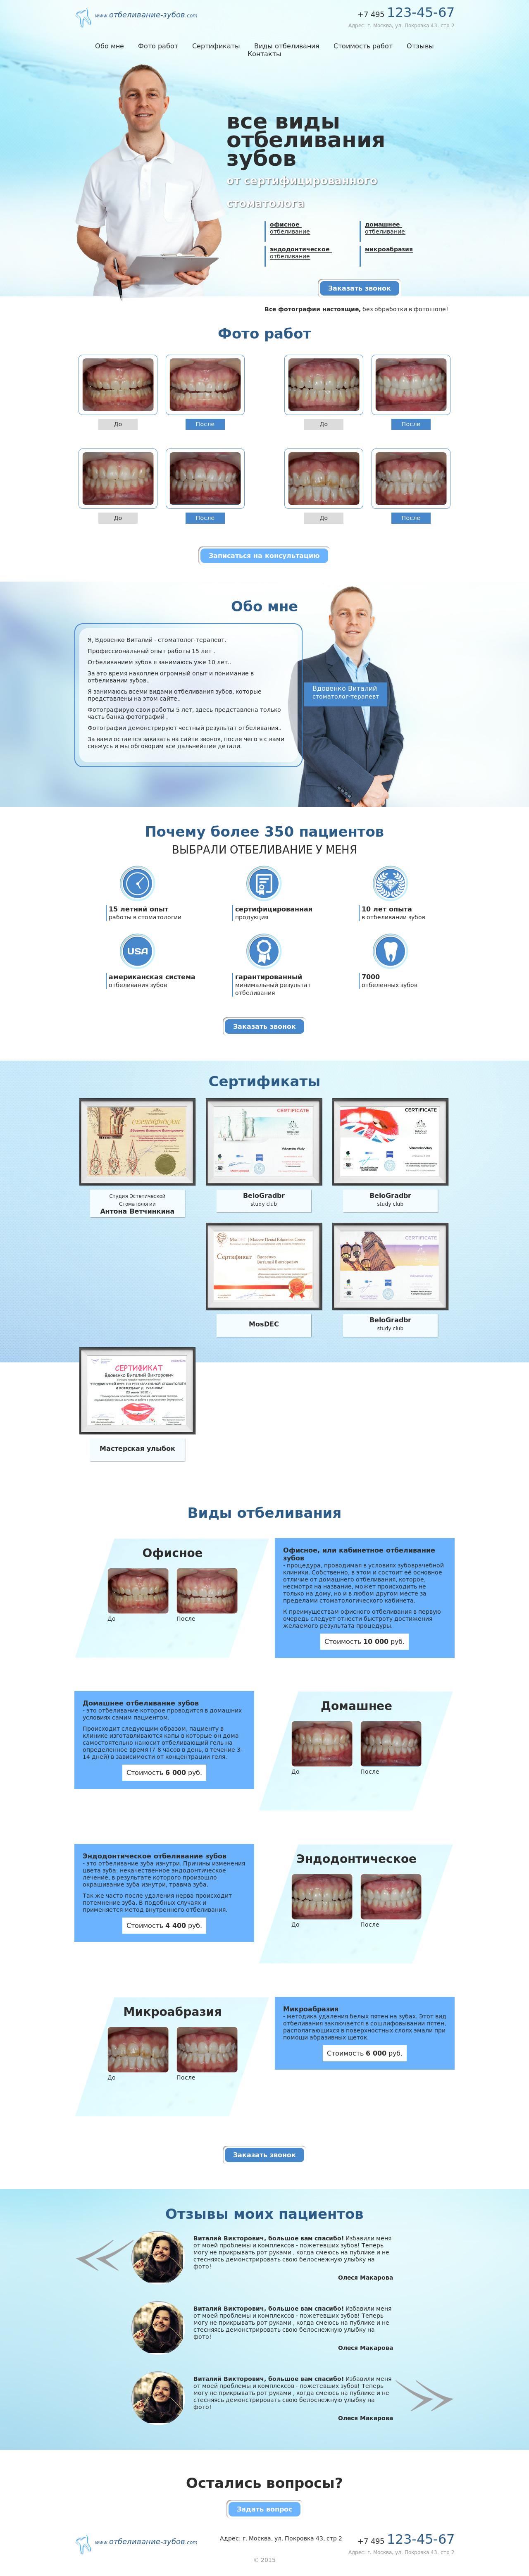 www.отбеливание-зубов.com
+7 495 123-45-67
Адрес: г. Москва, ул. Покровка 43, стр 2
Обо мне Фото работ Сертификаты Виды отбеливания Стоимость работ Отзывы
Контакты
все виды
отбеливания
зубов
от сертифицированного
стоматолога
офисное
отбеливание
домашнее
отбеливание
эндодонтическое
отбеливание
микроабразия
Заказать звонок
Все фотографии настоящие, без обработки в фотошопе!
Фото работ
До После До После
До После До После
Записаться на консультацию
Обо мне
Я, Вдовенко Виталий - стоматолог-терапевт.
Профессиональный опыт работы 15 лет .
Отбеливанием зубов я занимаюсь уже 10 лет..
За это время накоплен огромный опыт и понимание в
отбеливании зубов..
Я занимаюсь всеми видами отбеливания зубов, которые
представлены на этом сайте..
Фотографирую свои работы 5 лет, здесь представлена только
часть банка фотографий .
Фотографии демонстрируют честный результат отбеливания..
За вами остается заказать на сайте звонок, после чего я с вами
свяжусь и мы обговорим все дальнейшие детали.
Вдовенко Виталий
стоматолог-терапевт
Почему более 350 пациентов
ВЫБРАЛИ ОТБЕЛИВАНИЕ У МЕНЯ
15 летний опыт
работы в стоматологии
сертифицированная
продукция
10 лет опыта
в отбеливании зубов
USA
американская система
отбеливания зубов
гарантированный
минимальный результат
отбеливания
7000
отбеленных зубов
Заказать звонок
Сертификаты
СЕРТИФИКАТ
CERTIFICATE
CERTIFICATE
Студия Эстетической
Стоматологии
Антона Ветчинкина
BeloGradbr
study club
BeloGradbr
study club
Сертификат
CERTIFICATE
MosDEC
BeloGradbr
study club
СЕРТИФИКАТ
Вдовенко Виталий Викторович
Мастерская улыбок
Виды отбеливания
Офисное
До После
Офисное, или кабинетное отбеливание
зубов
- процедура, проводимая в условиях зубоврачебной
клиники. Собственно, в этом и состоит её основное
отличие от домашнего отбеливания, которое,
несмотря на название, может происходить не
только на дому, но и в любом другом месте за
пределами стоматологического кабинета.
К преимуществам офисного отбеливания в первую
очередь следует отнести быстроту достижения
желаемого результата процедуры.
Стоимость 10 000 руб.
Домашнее отбеливание зубов
- это отбеливание которое проводится в домашних
условиях самим пациентом.
Происходит следующим образом, пациенту в
клинике изготавливаются капы в которые он дома
самостоятельно наносит отбеливающий гель на
определенное время (7-8 часов в день, в течение 3-
14 дней) в зависимости от концентрации геля.
Стоимость 6 000 руб.
Домашнее
До После
Эндодонтическое отбеливание зубов
- это отбеливание зуба изнутри. Причины изменения
цвета зуба: некачественное эндодонтическое
лечение, в результате которого произошло
окрашивание зуба изнутри, травма зуба.
Так же часто после удаления нерва происходит
потемнение зуба. В подобных случаях и
применяется метод внутреннего отбеливания.
Стоимость 4 400 руб.
Эндодонтическое
До После
Микроабразия
До После
Микроабразия
- методика удаления белых пятен на зубах. Этот вид
отбеливания заключается в сошлифовывании пятен,
располагающихся в поверхностных слоях эмали при
помощи абразивных щеток.
Стоимость 6 000 руб.
Заказать звонок
Отзывы моих пациентов
Виталий Викторович, большое вам спасибо! Избавили меня
от моей проблемы и комплексов - пожетевших зубов! Теперь
могу не прикрывать рот руками , когда смеюсь на публике и не
стесняясь демонстрировать свою белоснежную улыбку на
фото!
Олеся Макарова
Виталий Викторович, большое вам спасибо! Избавили меня
от моей проблемы и комплексов - пожетевших зубов! Теперь
могу не прикрывать рот руками , когда смеюсь на публике и не
стесняясь демонстрировать свою белоснежную улыбку на
фото!
Олеся Макарова
Виталий Викторович, большое вам спасибо! Избавили меня
от моей проблемы и комплексов - пожетевших зубов! Теперь
могу не прикрывать рот руками , когда смеюсь на публике и не
стесняясь демонстрировать свою белоснежную улыбку на
фото!
Олеся Макарова
Остались вопросы?
Задать вопрос
www.отбеливание-зубов.com
Адрес: г. Москва, ул. Покровка 43, стр 2
+7 495 123-45-67
Адрес: г. Москва, ул. Покровка 43, стр 2
© 2015